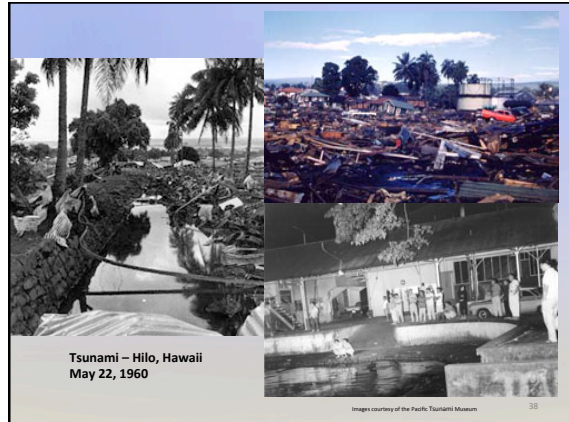 Tsunami – Hilo, Hawaii
May 22, 1960
Images courtesy of the Pacific Tsunami Museum
38